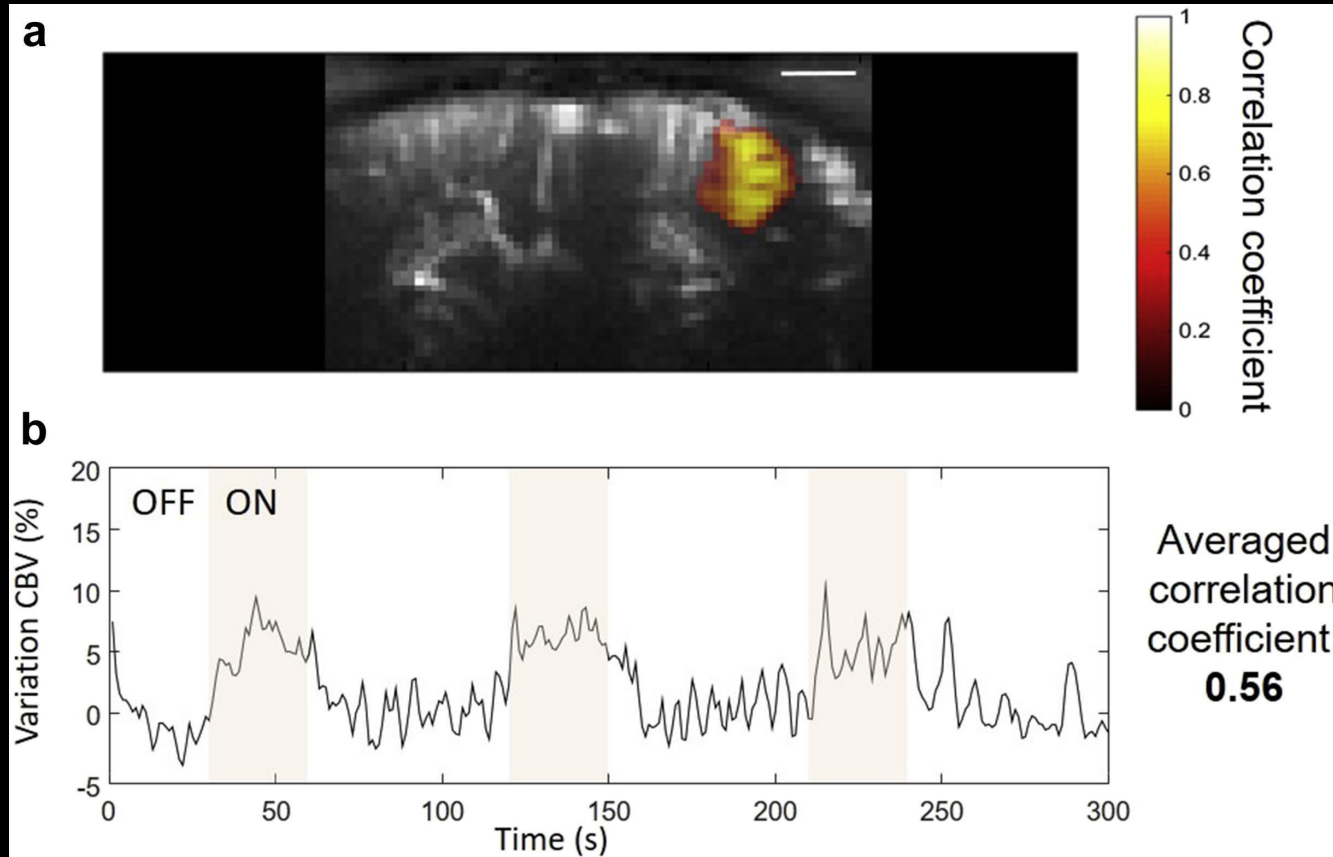 a
1
0.8
0.6
0.4
0.2
0
Correlation coefficient
b
Variation CBV (%)
20
15
10
5
0
-5
OFF ON
0 50 100 150 200 250 300
Time (s)
Averaged
correlation
coefficient
0.56